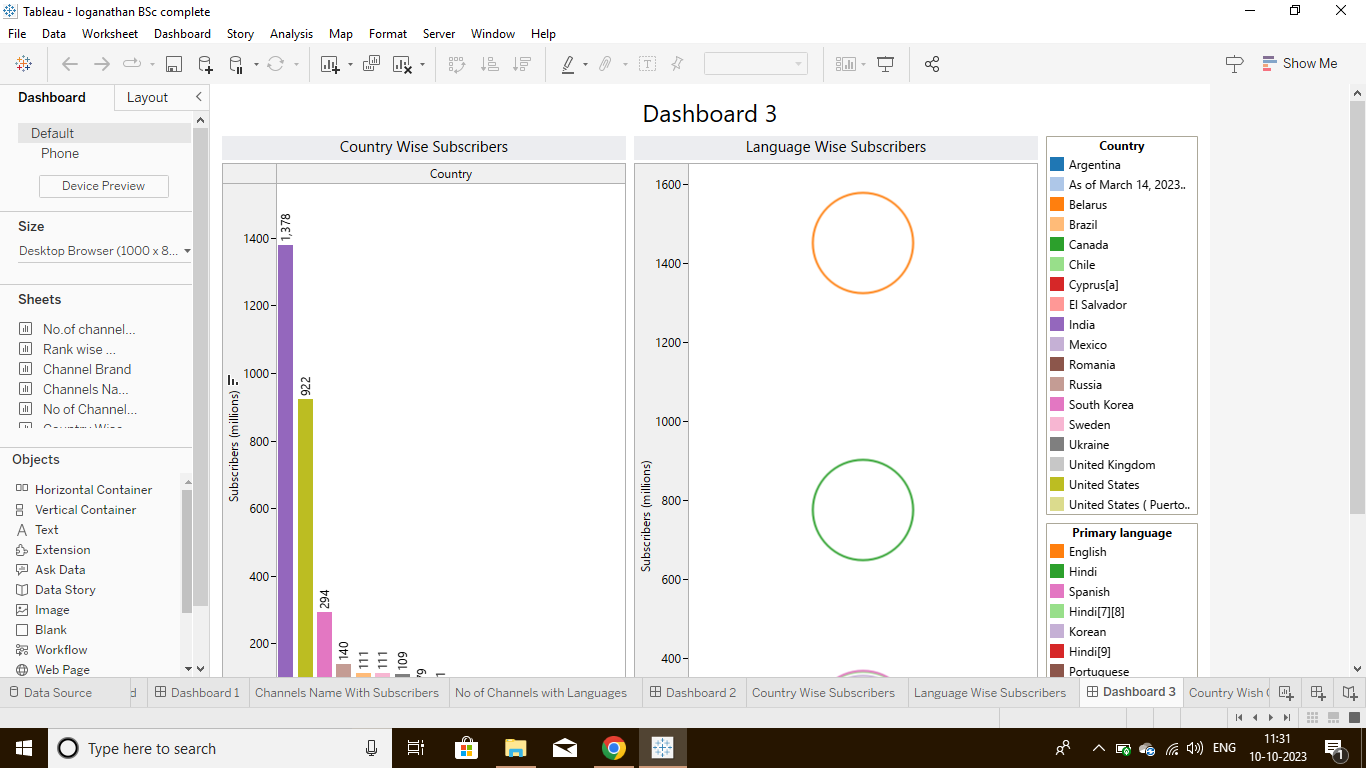 Tableau - loganathan BSc complete
File Data Worksheet Dashboard Story Analysis Map Format Server Window Help
Show Me
Dashboard Layout
Default
Phone
Device Preview
Size
Desktop Browser (1000 x 8...
Sheets
No.of channel...
Rank wise ...
Channel Brand
Channels Na...
No of Channel...
Objects
Horizontal Container
Vertical Container
Text
Extension
Ask Data
Data Story
Image
Blank
Workflow
Web Page
Dashboard 3
Country Wise Subscribers
Country
Subscribers (millions)
1400
1200
1000
800
600
400
200
1,378
922
294
140
111
111
109
Language Wise Subscribers
Subscribers (millions)
1600
1400
1200
1000
800
600
400
Country
Argentina
As of March 14, 2023..
Belarus
Brazil
Canada
Chile
Cyprus[a]
El Salvador
India
Mexico
Romania
Russia
South Korea
Sweden
Ukraine
United Kingdom
United States
United States ( Puerto..
Primary language
English
Hindi
Spanish
Hindi[7][8]
Korean
Hindi[9]
Portuguese
Data Source d Dashboard 1 Channels Name With Subscribers No of Channels with Languages Dashboard 2 Country Wise Subscribers Language Wise Subscribers Dashboard 3 Country Wish
Type here to search
ENG
11:31
10-10-2023
1